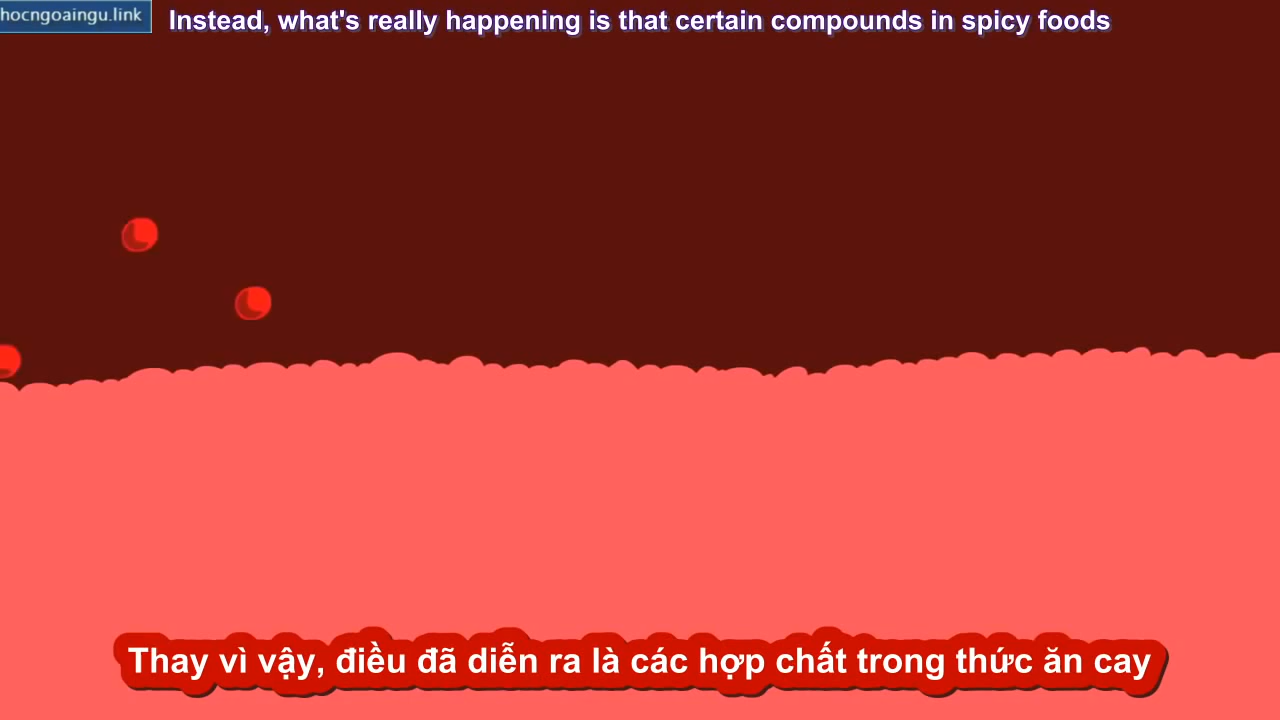 hocngoaingu.link
Instead, what's really happening is that certain compounds in spicy foods
Thay vì vậy, điều đã diễn ra là các hợp chất trong thức ăn cay